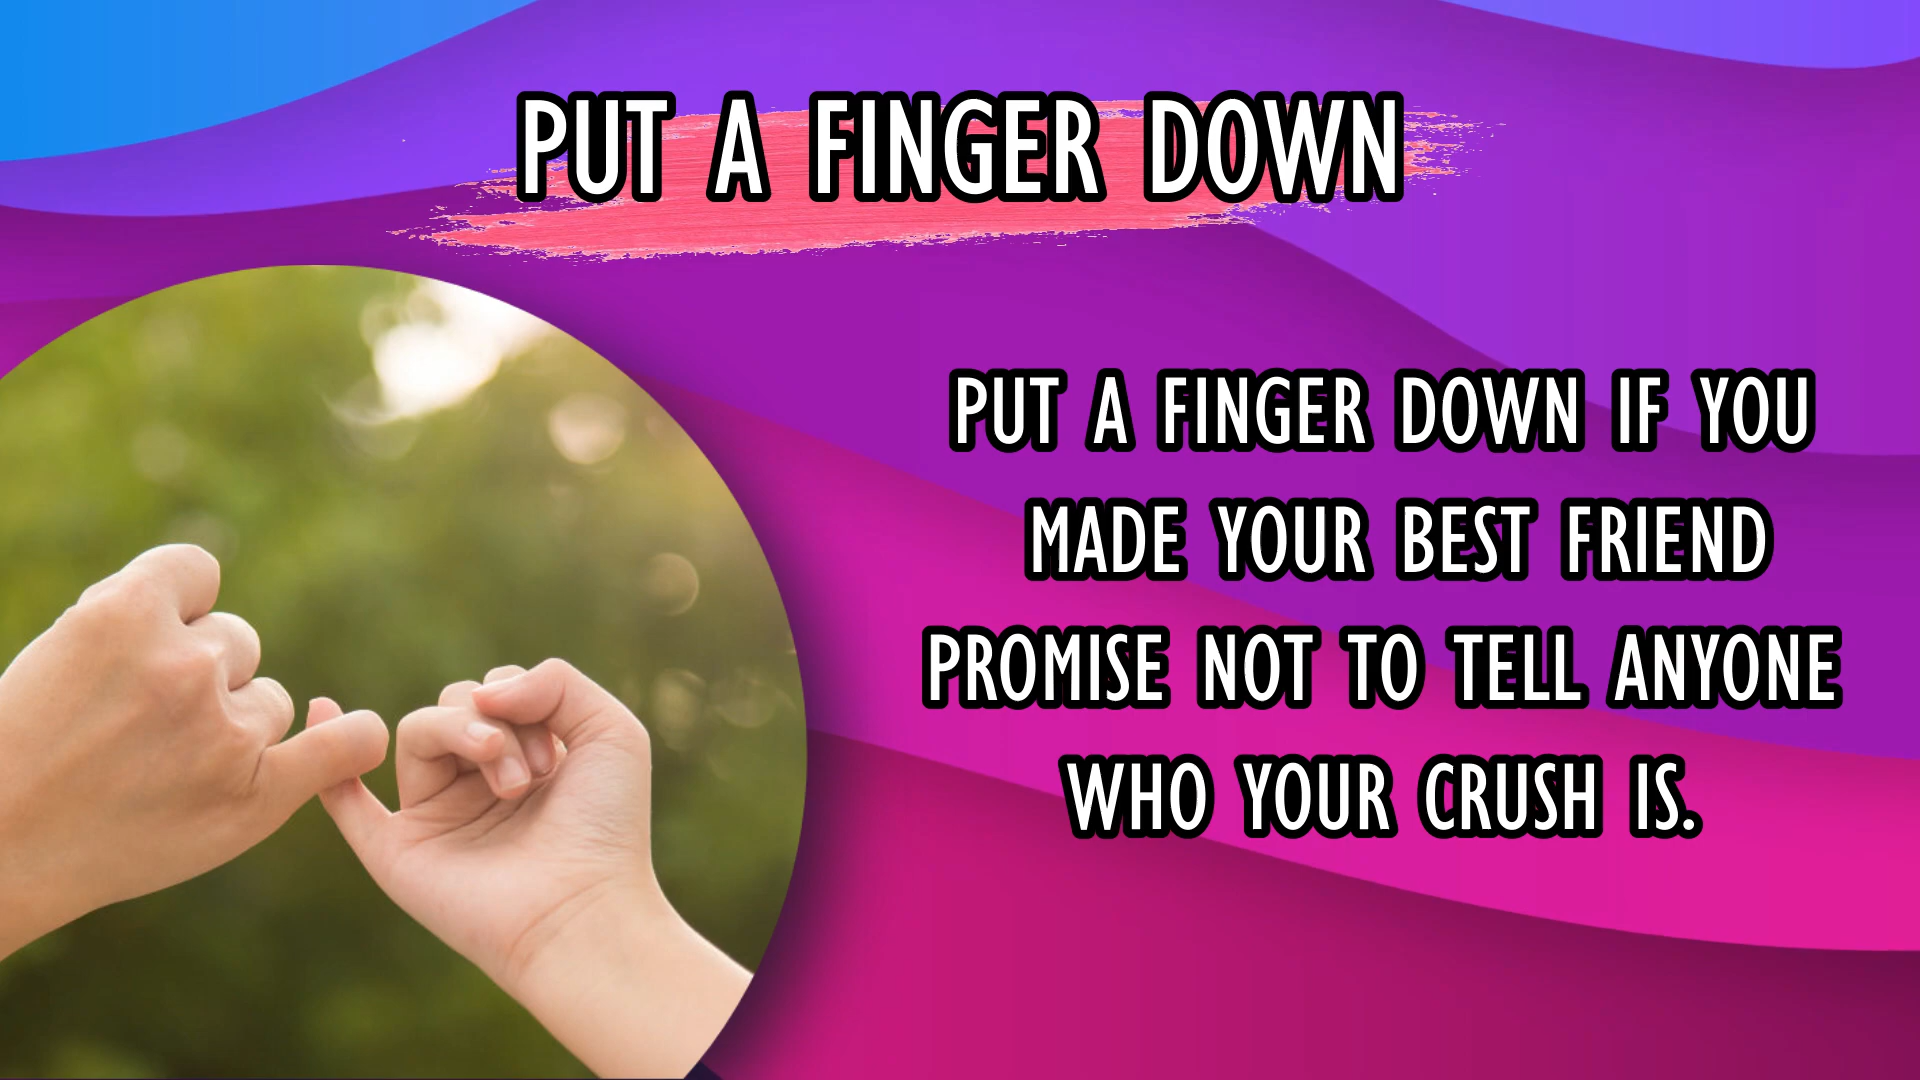 PUT A FINGER DOWN
PUT A FINGER DOWN IF YOU
MADE YOUR BEST FRIEND
PROMISE NOT TO TELL ANYONE
WHO YOUR CRUSH IS.